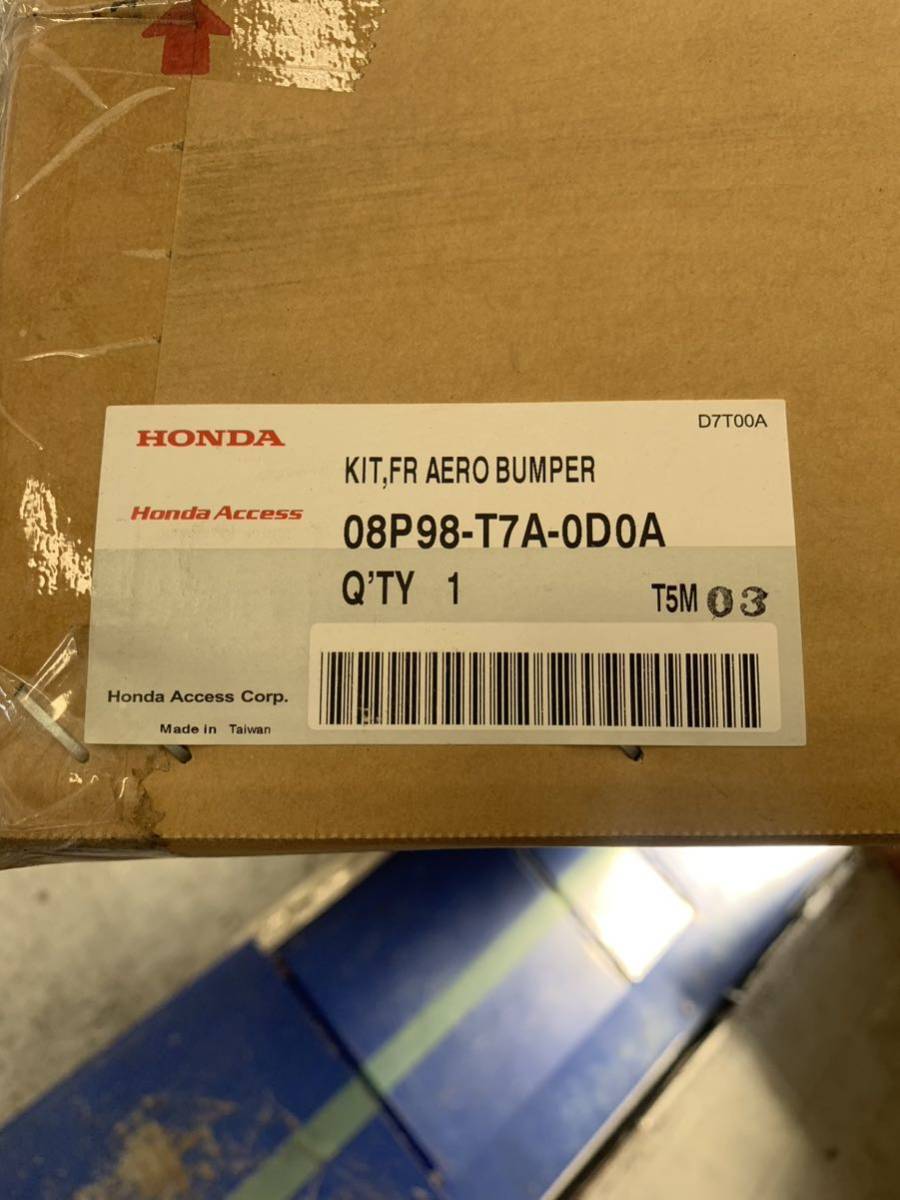 D7T00A
HONDA
KIT,FR AERO BUMPER
Honda Access
08P98-T7A-0D0A
Q'TY 1
T5M 03
Honda Access Corp.
Made in Taiwan